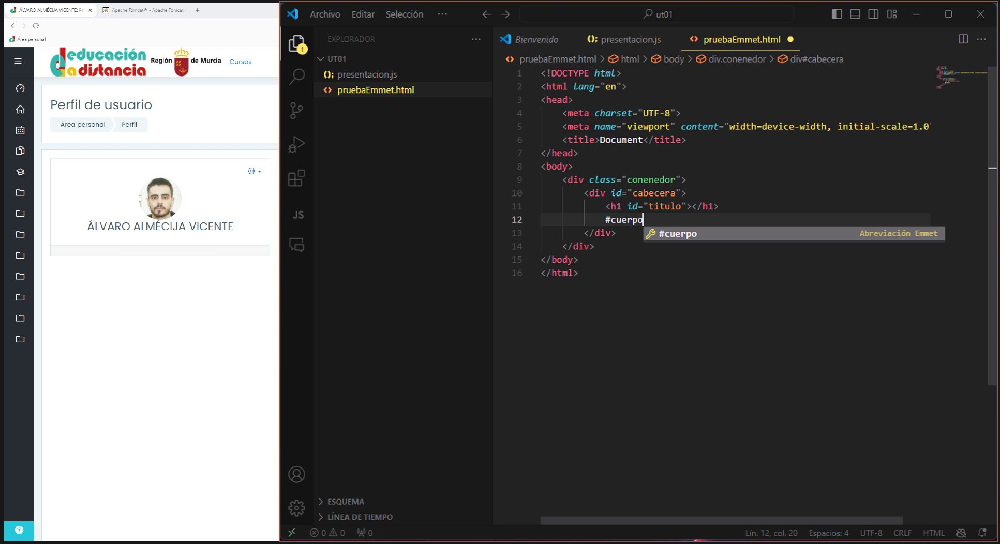 ÁLVARO ALMÉCIJA VICENTE: Pe
Apache Tomcat® - Apache Tomcat
Área personal
educación
a distancia
Región de Murcia
Cursos
Perfil de usuario
Área personal
Perfil
ÁLVARO ALMÉCIJA VICENTE
Archivo Editar Selección ···
ut01
EXPLORADOR ···
UT01
presentacion.js
pruebaEmmet.html
JS
ESQUEMA
LÍNEA DE TIEMPO
Bienvenido
(); presentacion.js
<> pruebaEmmet.html
<> pruebaEmmet.html > html > body > div.conenedor > div#cabecera
1 <!DOCTYPE html>
2 <html lang="en">
3 <head>
4 <meta charset="UTF-8">
5 <meta name="viewport" content="width=device-width, initial-scale=1.0"
6 <title>Document</title>
7 </head>
8 <body>
9 <div class="conenedor">
10 <div id="cabecera">
11 <h1 id="titulo"></h1>
12 #cuerpo
#cuerpo Abreviación Emmet
13 </div>
14 </div>
15 </body>
16 </html>
0 0 0
Lín. 12, col. 20 Espacios: 4 UTF-8 CRLF HTML